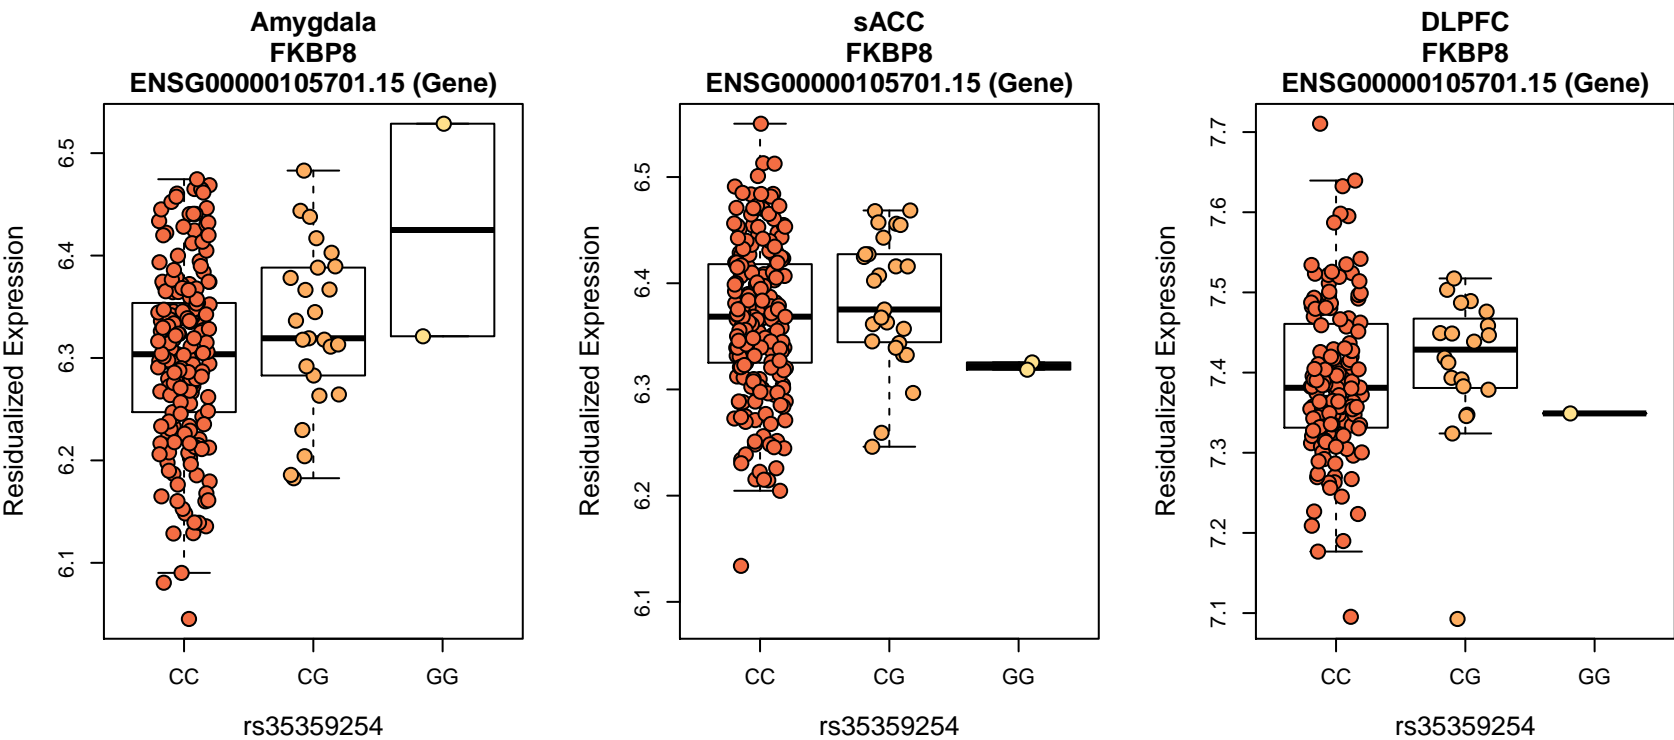 Amygdala
FKBP8
ENSG00000105701.15 (Gene)
Residualized Expression
6.5
6.4
6.3
6.2
6.1
CC
CG
GG
rs35359254
sACC
FKBP8
ENSG00000105701.15 (Gene)
Residualized Expression
6.5
6.4
6.3
6.2
6.1
CC
CG
GG
rs35359254
DLPFC
FKBP8
ENSG00000105701.15 (Gene)
Residualized Expression
7.7
7.6
7.5
7.4
7.3
7.2
7.1
CC
CG
GG
rs35359254